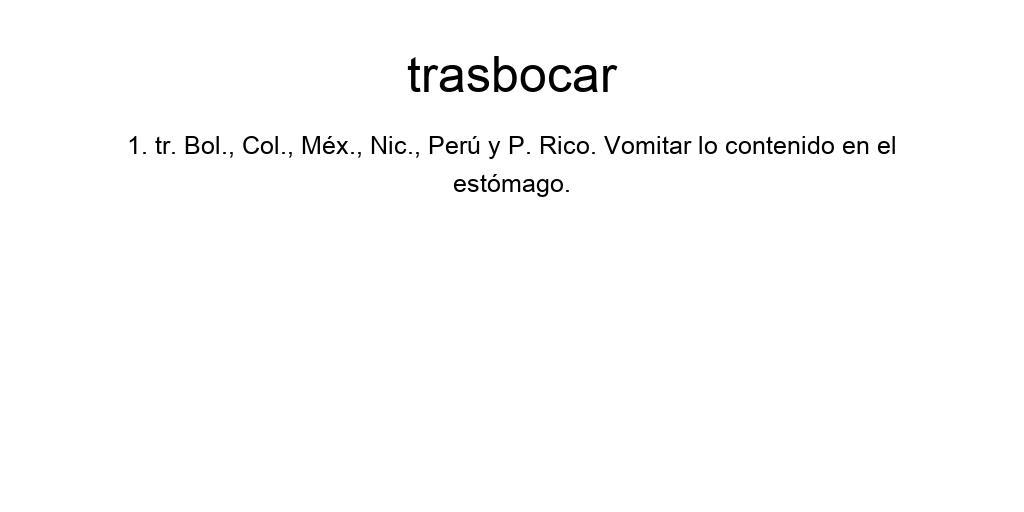 trasbocar
1. tr. Bol., Col., Méx., Nic., Perú y P. Rico. Vomitar lo contenido en el
estómago.